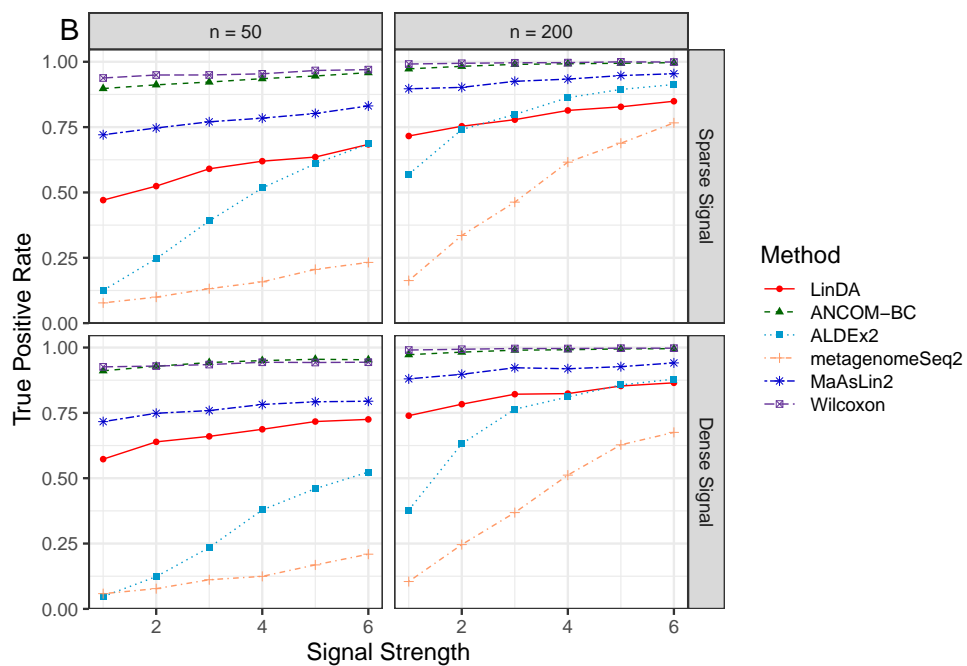 B
n = 50
n = 200
True Positive Rate
1.00
0.75
0.50
0.25
0.00
Sparse Signal
1.00
0.75
0.50
0.25
0.00
Dense Signal
2
4
6
2
4
6
Signal Strength
Method
LinDA
ANCOM−BC
ALDEx2
metagenomeSeq2
MaAsLin2
Wilcoxon